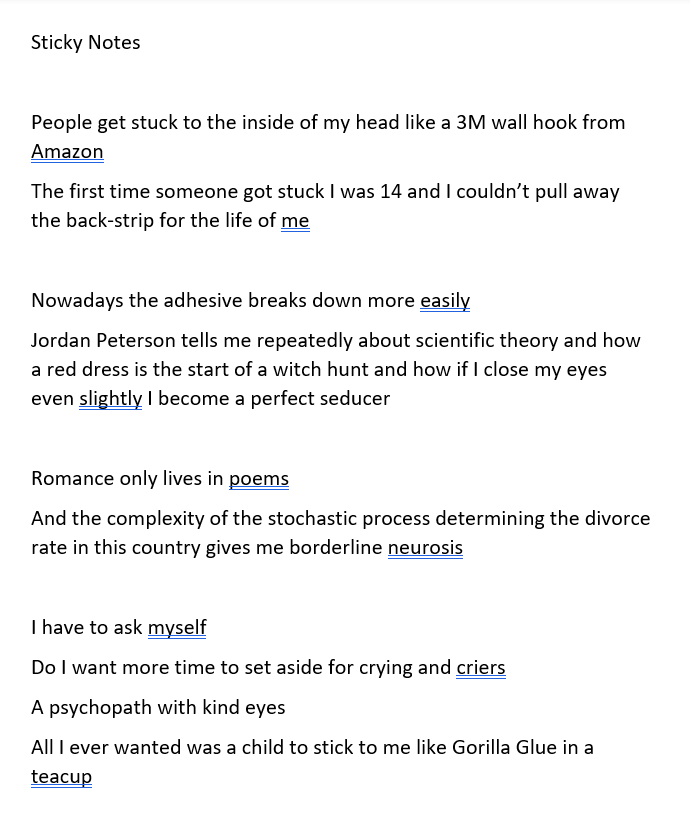 Sticky Notes
People get stuck to the inside of my head like a 3M wall hook from
Amazon
The first time someone got stuck I was 14 and I couldn’t pull away
the back-strip for the life of me
Nowadays the adhesive breaks down more easily
Jordan Peterson tells me repeatedly about scientific theory and how
a red dress is the start of a witch hunt and how if I close my eyes
even slightly I become a perfect seducer
Romance only lives in poems
And the complexity of the stochastic process determining the divorce
rate in this country gives me borderline neurosis
I have to ask myself
Do I want more time to set aside for crying and criers
A psychopath with kind eyes
All I ever wanted was a child to stick to me like Gorilla Glue in a
teacup